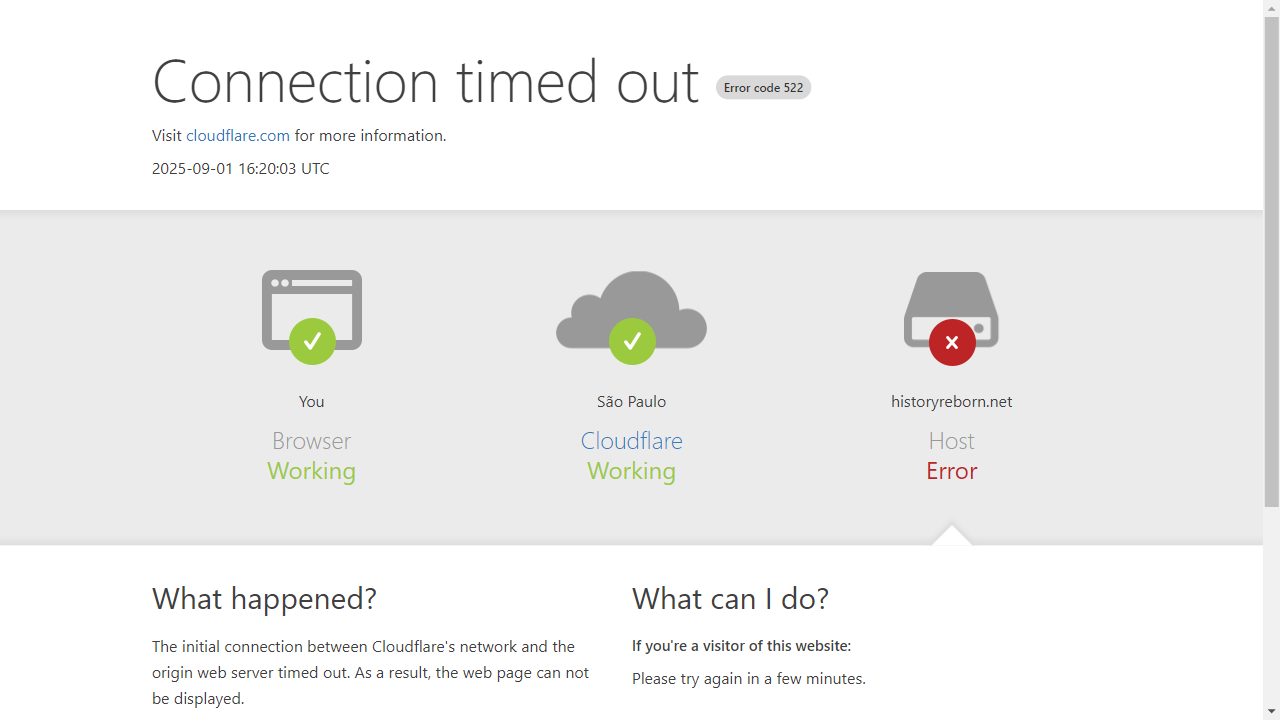 Connection timed out Error code 522
Visit cloudflare.com for more information.
2025-09-01 16:20:03 UTC
You
Browser
Working
São Paulo
Cloudflare
Working
historyreborn.net
Host
Error
What happened?
The initial connection between Cloudflare's network and the
origin web server timed out. As a result, the web page can not
be displayed.
What can I do?
If you're a visitor of this website:
Please try again in a few minutes.